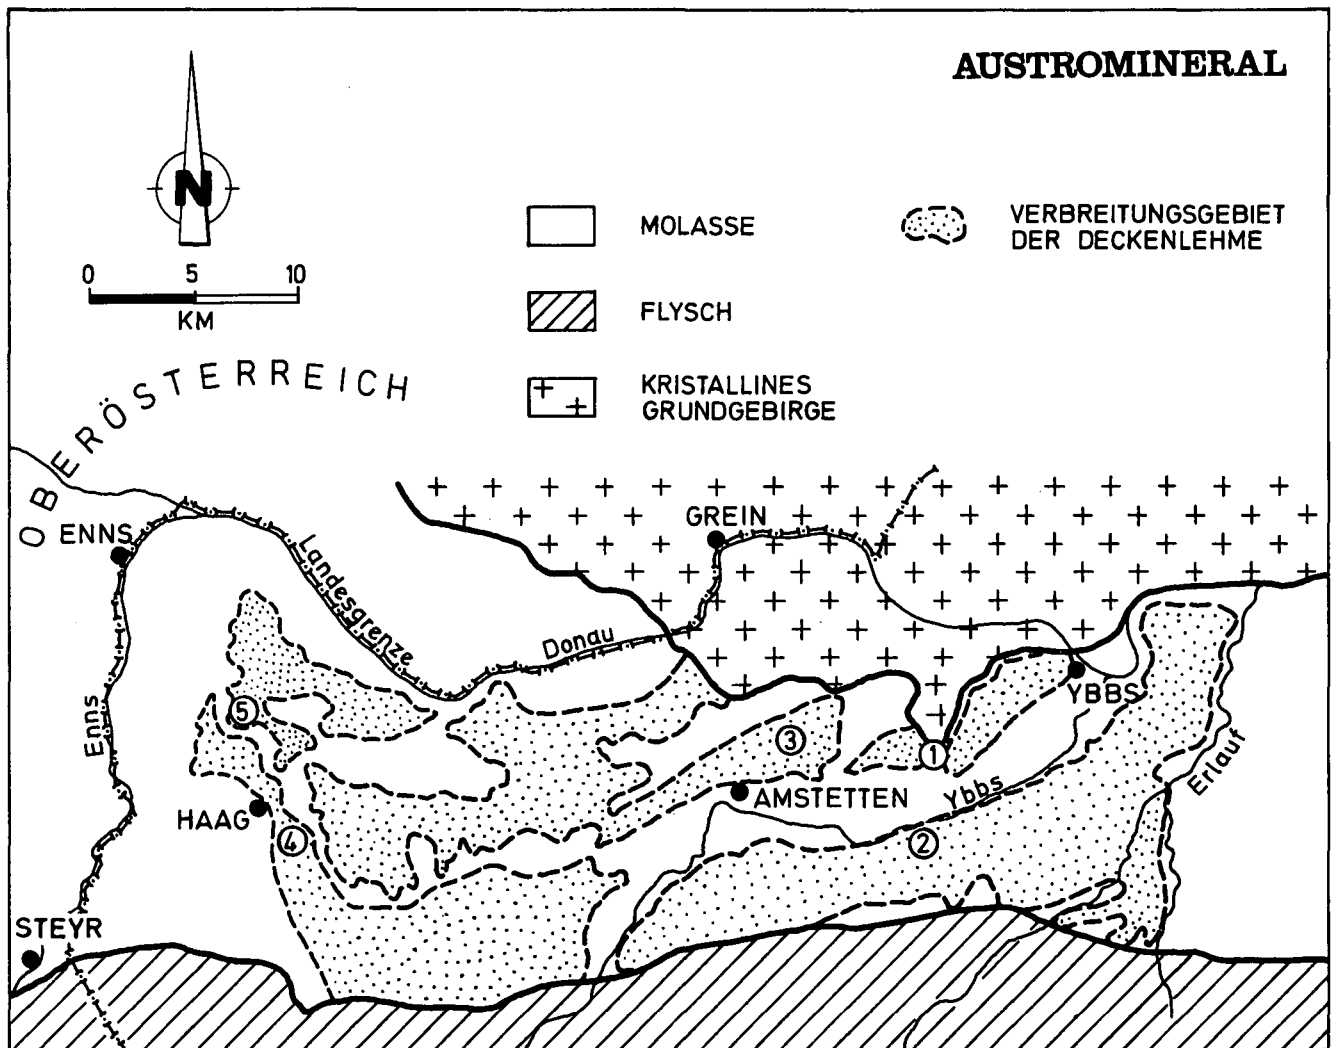 AUSTROMINERAL
N
0 5 10
KM
MOLASSE
FLYSCH
KRISTALLINES
GRUNDGEBIRGE
VERBREITUNGSGEBIET
DER DECKENLEHME
OBERÖSTERREICH
ENNS
GREIN
Landesgrenze
Donau
Enns
YBBS
5
3
1
HAAG
AMSTETTEN
Ybbs
Erlauf
4
2
STEYR